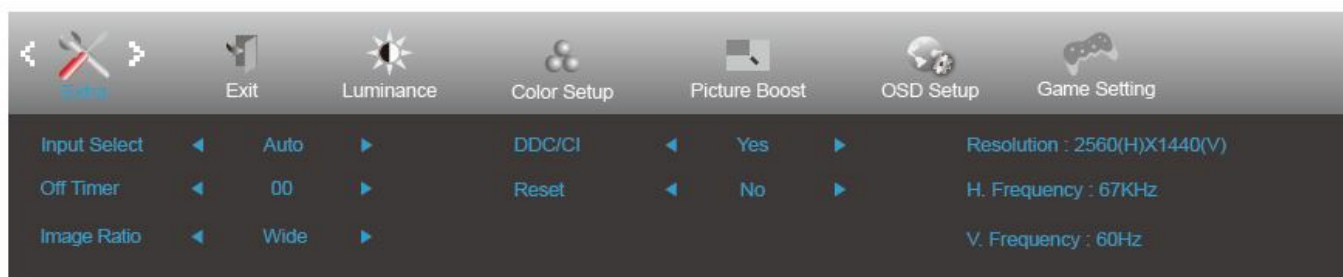 Extra Exit Luminance Color Setup Picture Boost OSD Setup Game Setting
Input Select Auto DDC/CI Yes Resolution : 2560(H)X1440(V)
Off Timer 00 Reset No H. Frequency : 67KHz
Image Ratio Wide V. Frequency : 60Hz